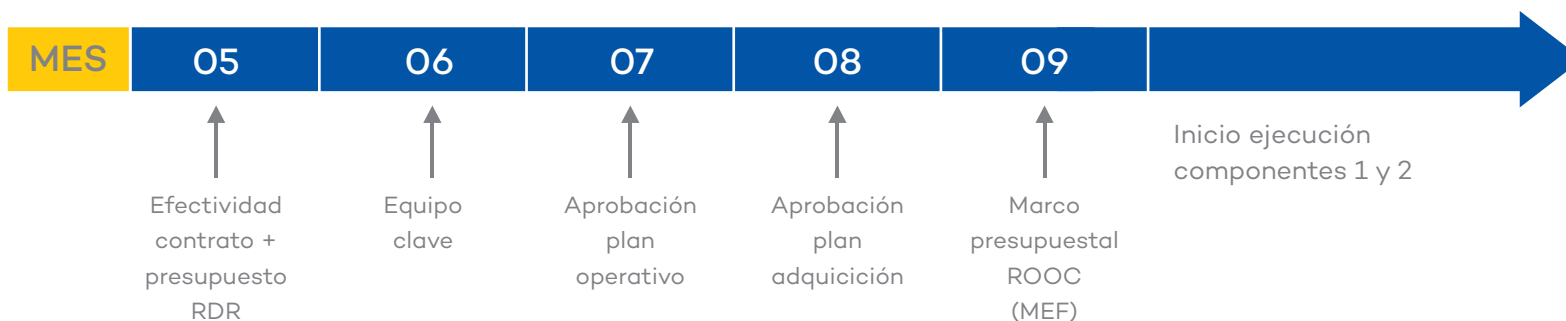 MES 05 06 07 08 09
Efectividad
contrato +
presupuesto
RDR
Equipo
clave
Aprobación
plan
operativo
Aprobación
plan
adquicición
Marco
presupuestal
ROOC
(MEF)
Inicio ejecución
componentes 1 y 2